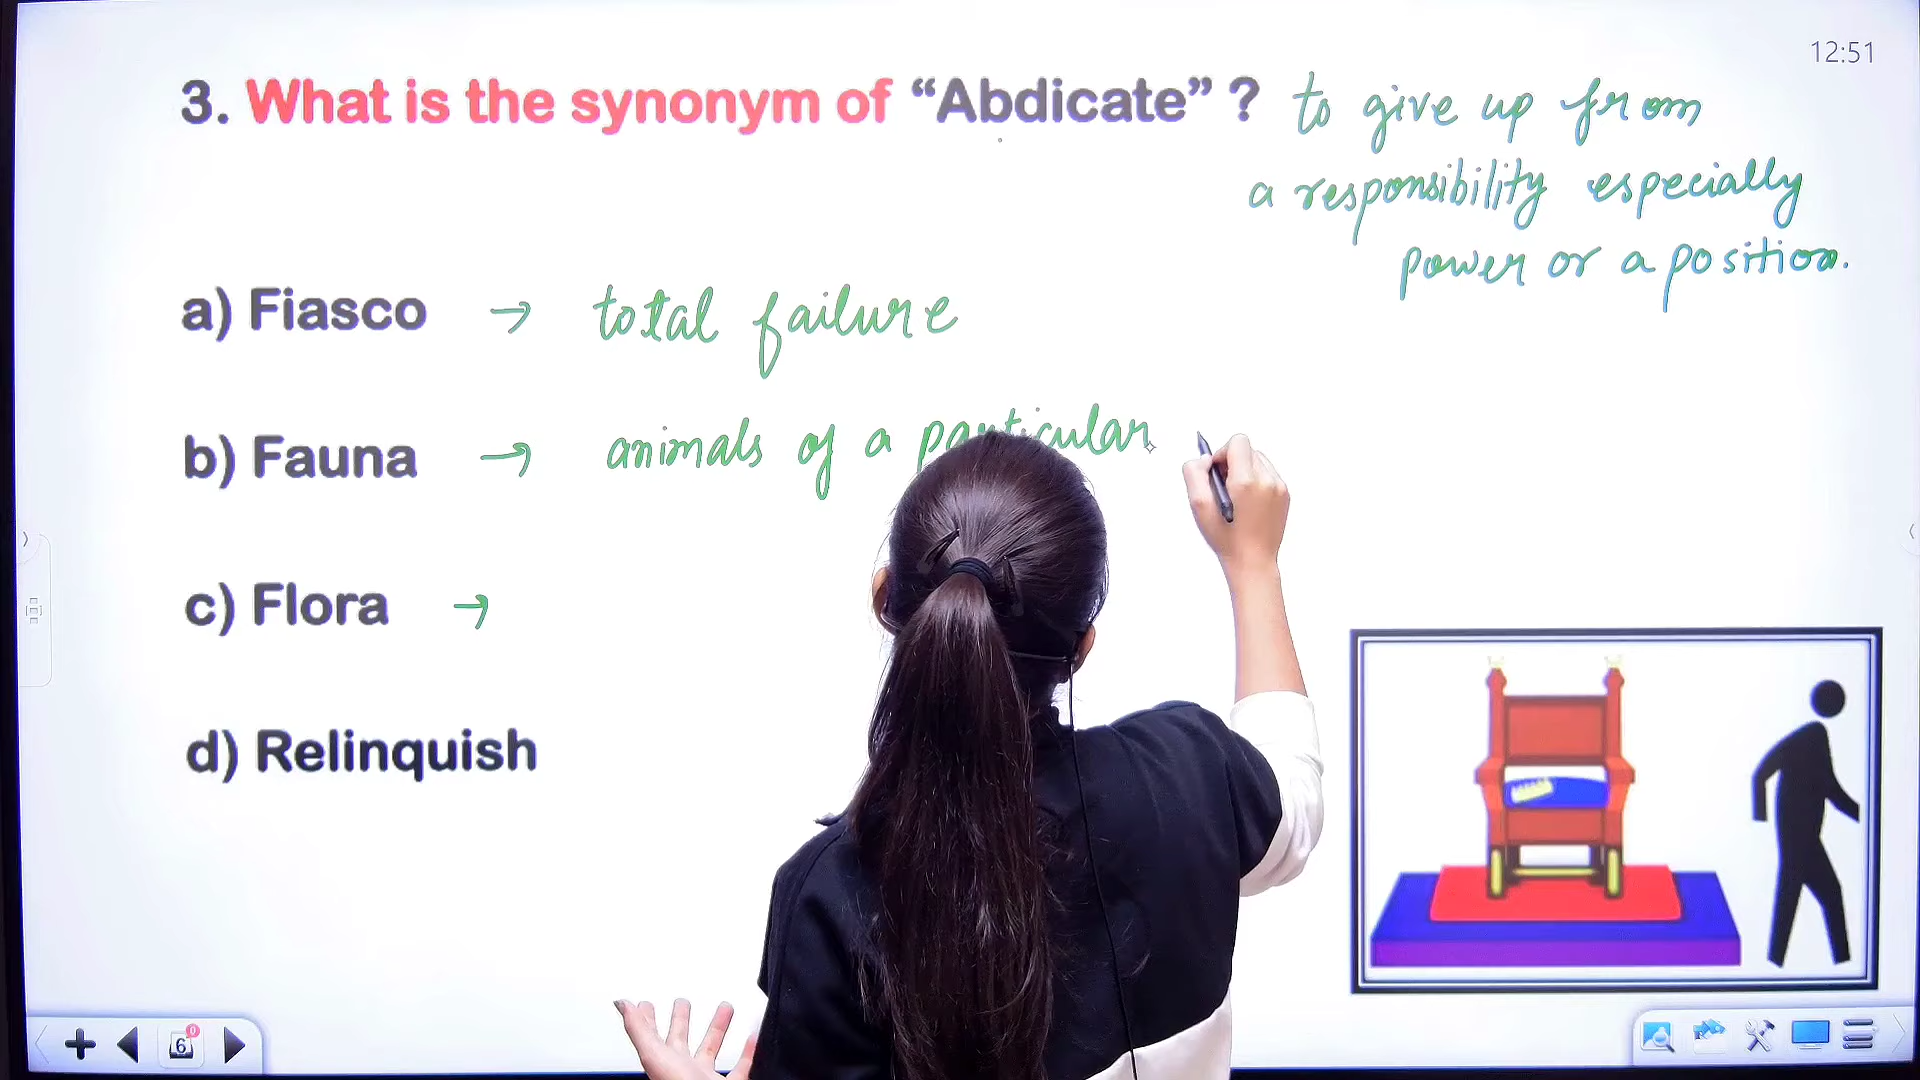 12:51
3. What is the synonym of “Abdicate” ? to give up from
a responsibility especially
power or a position.
a) Fiasco → total failure
b) Fauna → animals of a particular
c) Flora →
d) Relinquish
6
0